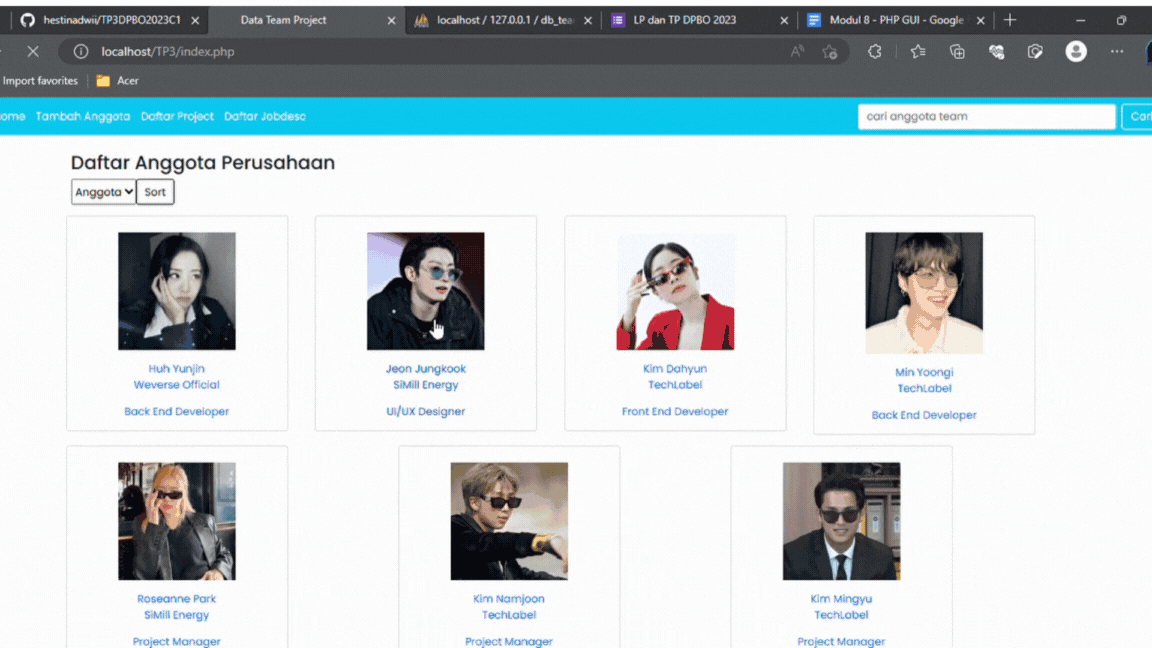 hestinadwii/TP3DPBO2023C1
Data Team Project
localhost / 127.0.0.1 / db_tea
LP dan TP DPBO 2023
Modul 8 - PHP GUI - Google
localhost/TP3/index.php
Import favorites
Acer
ome
Tambah Anggota
Daftar Project
Daftar Jobdesc
cari anggota team
Cari
Daftar Anggota Perusahaan
Anggota
Sort
Huh Yunjin
Weverse Official
Back End Developer
Jeon Jungkook
SiMill Energy
UI/UX Designer
Kim Dahyun
TechLabel
Front End Developer
Min Yoongi
TechLabel
Back End Developer
Roseanne Park
SiMill Energy
Project Manager
Kim Namjoon
TechLabel
Project Manager
Kim Mingyu
TechLabel
Project Manager